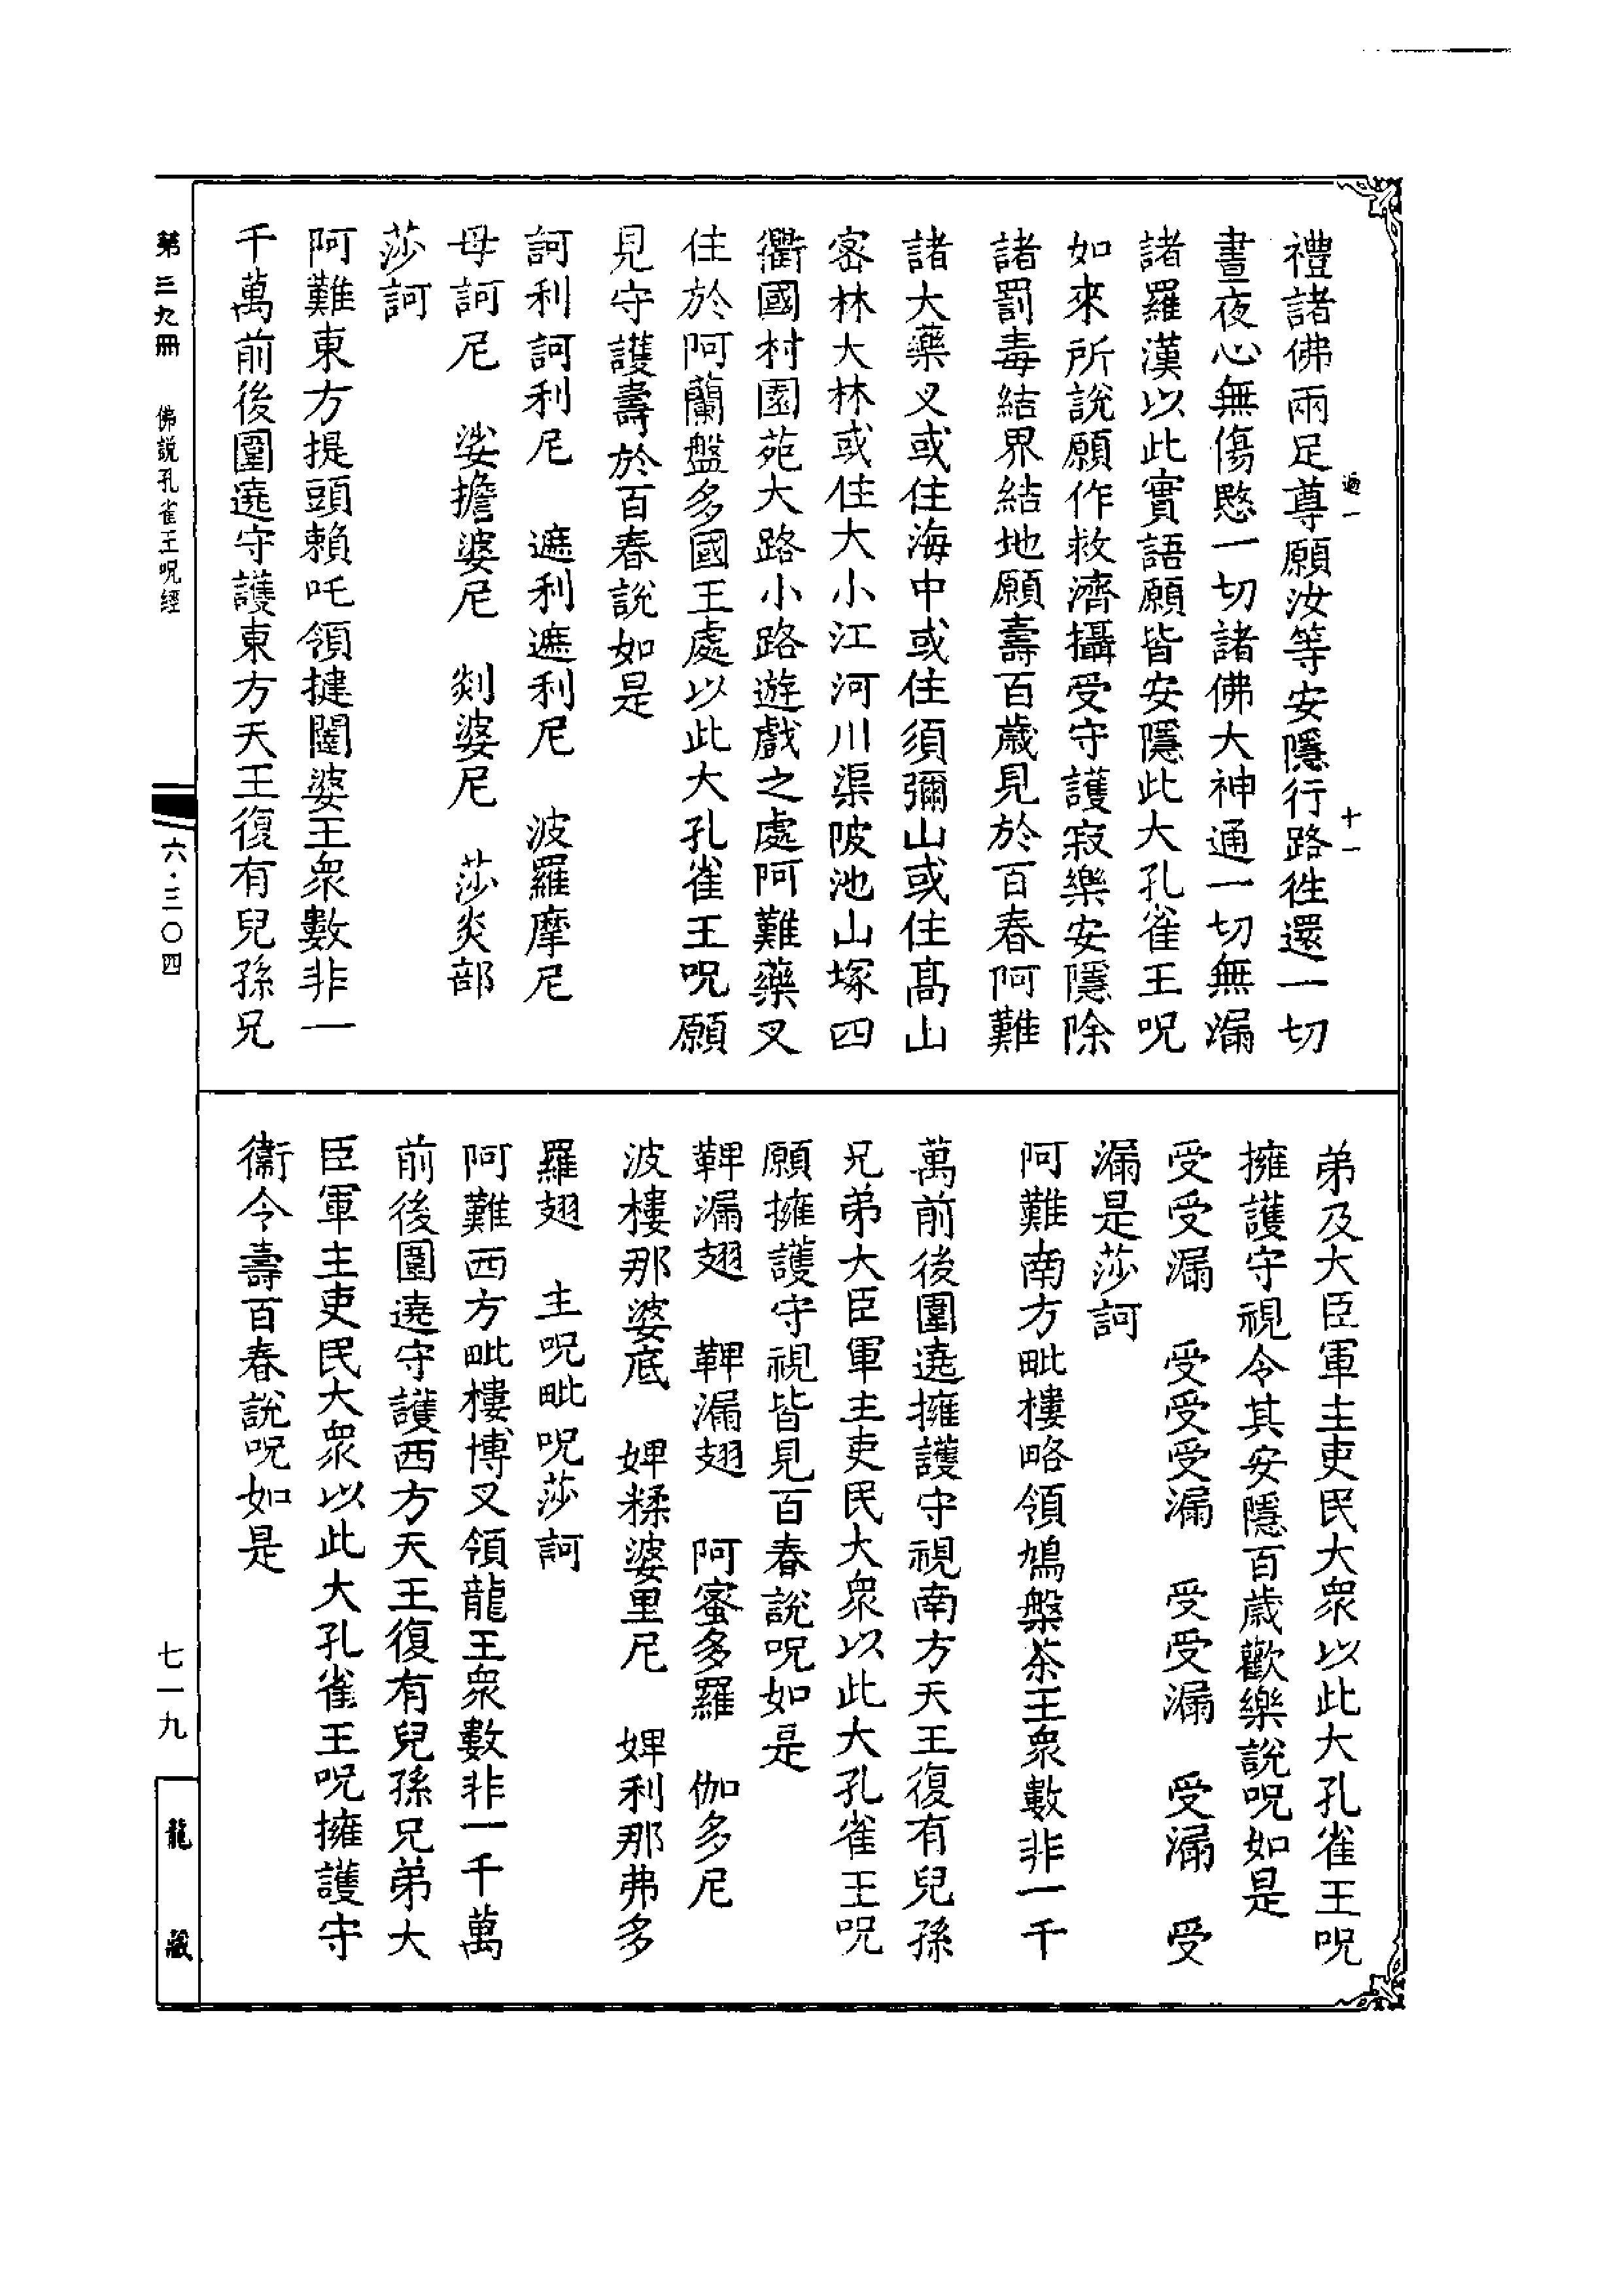 禮諸佛兩足尊願汝等安隱行路徃還一切
晝夜心無傷愍一切諸佛大神通一切無漏
諸羅漢以此實語願皆安隱此大孔雀王呪
如來所說願作救濟攝受守護寂樂安隱除
諸罰毒結界結地願壽百歲見於百春阿難
諸大藥叉或住海中或住須彌山或住髙山
宻林大林或住大小江河川渠陂池山塚四
衢國村園苑大路小路遊戲之處阿難藥叉
住於阿蘭盤多國王處以此大孔雀王呪願
見守護壽於百春說如是
訶利訶利尼　遮利遮利尼　波羅摩尼
母訶尼　娑擔婆尼　剡婆尼　莎炎部
莎訶
阿難東方提頭賴吒領揵闥婆王衆數非一
千萬前後圍遶守護東方天王復有兒孫兄
弟及大臣軍主吏民大衆以此大孔雀王呪
擁護守視令其安隱百歲歡樂說呪如是
受受漏　受受受漏　受受漏　受漏　受
漏是莎訶
阿難南方毗樓略領鳩槃茶王衆數非一千
萬前後圍遶擁護守視南方天王復有兒孫
兄弟大臣軍主吏民大衆以此大孔雀王呪
願擁護守視皆見百春說呪如是
鞞漏翅　鞞漏翅　阿蜜多羅　伽多尼
波樓那婆底　婢糅婆里尼　婢利那弗多
羅翅　主呪毗呪莎訶
阿難西方毗樓博叉領龍王衆數非一千萬
前後圍遶守護西方天王復有兒孫兄弟大
臣軍主吏民大衆以此大孔雀王呪擁護守
衞令壽百春說呪如是
十一
第三九冊　佛説孔雀王呪經
六·三〇四
七一九
龍藏